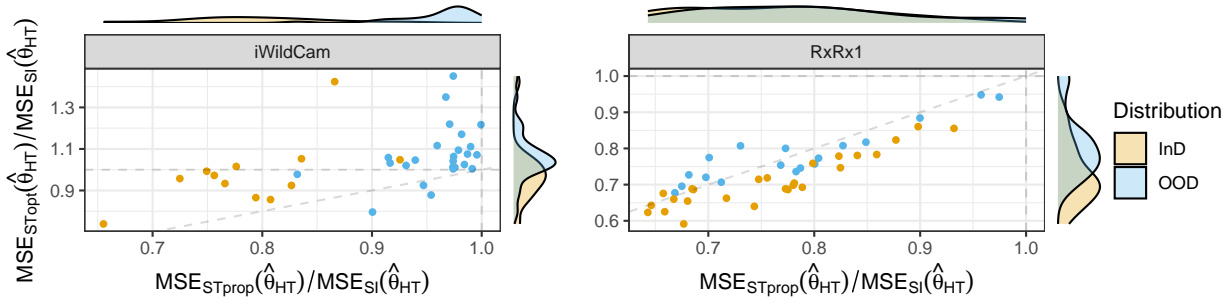 iWildCam
RxRx1
MSE_STopt(θ̂_HT)/MSE_SI(θ̂_HT)
1.3
1.1
0.9
0.7
0.8
0.9
1.0
MSE_STprop(θ̂_HT)/MSE_SI(θ̂_HT)
1.0
0.9
0.8
0.7
0.6
0.7
0.8
0.9
1.0
MSE_STprop(θ̂_HT)/MSE_SI(θ̂_HT)
Distribution
InD
OOD